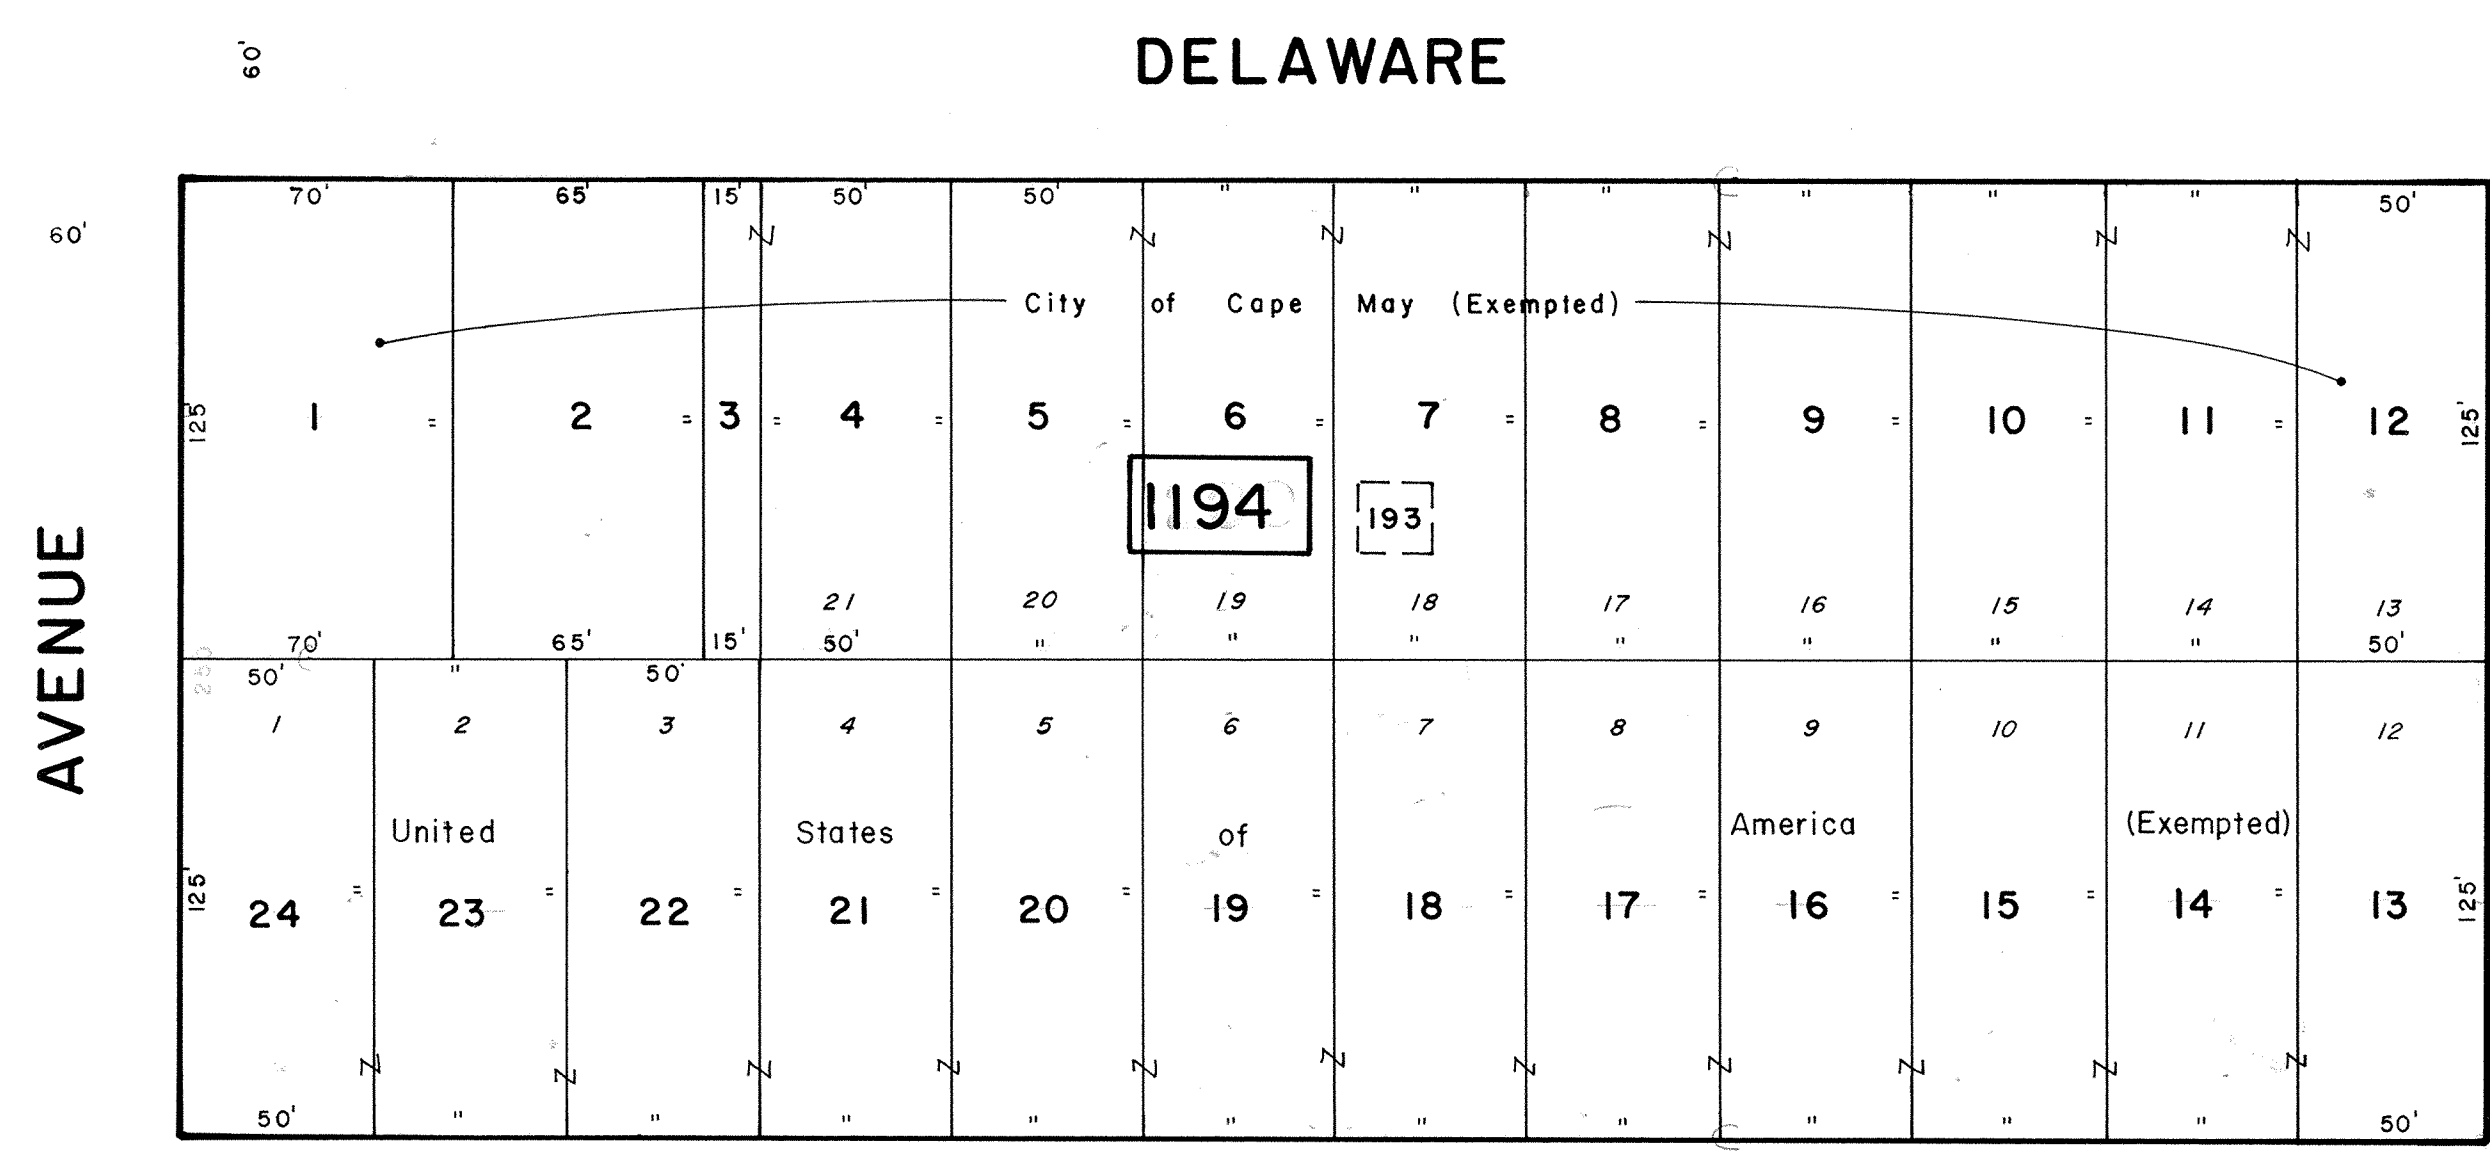 60' DELAWARE
70' 65' 15' 50' 50' " " " " " " 50'
60'
Z Z Z Z Z Z
City of Cape May (Exempted)
125' 1 = 2 = 3 = 4 = 5 = 6 = 7 = 8 = 9 = 10 = 11 = 12 125'
1194 193
21 20 19 18 17 16 15 14 13
70' 65' 15' 50' " " " " " " " 50'
AVENUE
250
50' " 50'
1 2 3 4 5 6 7 8 9 10 11 12
United States of America (Exempted)
125' 24 = 23 = 22 = 21 = 20 = 19 = 18 = 17 = 16 = 15 = 14 = 13 125'
Z Z Z Z Z Z Z Z Z Z Z
50' " " " " " " " " " " 50'